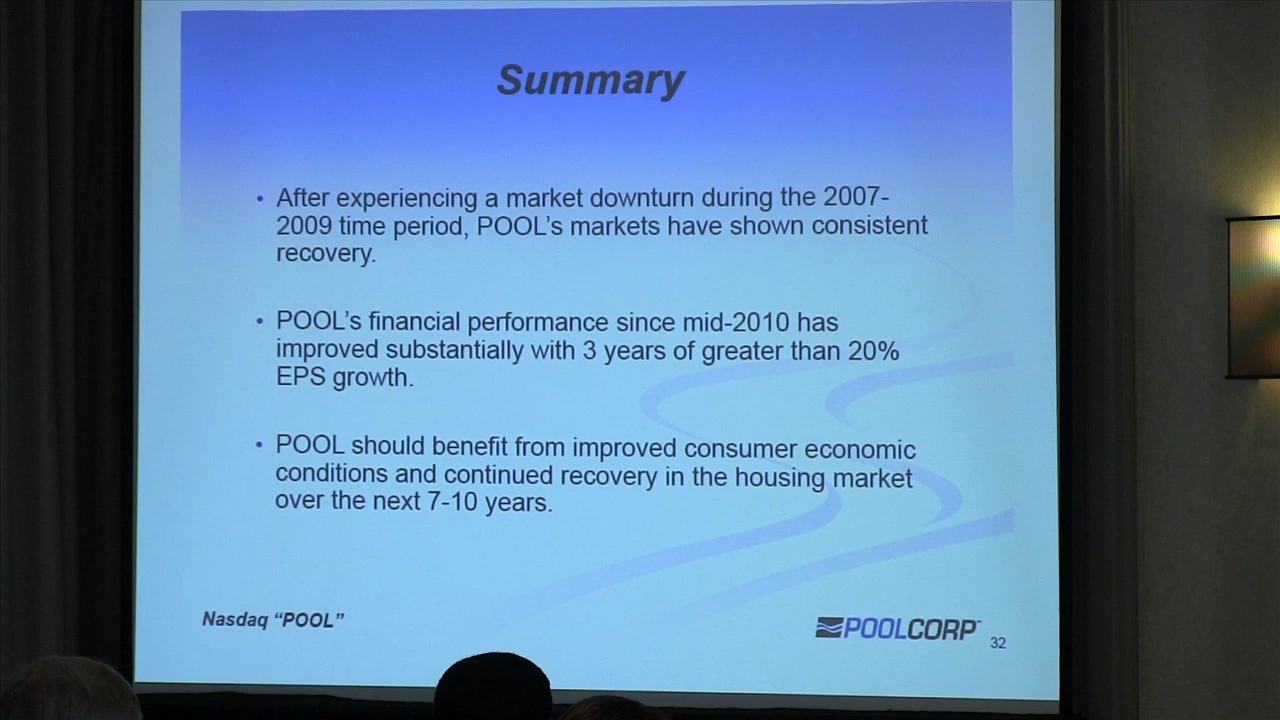 Summary
• After experiencing a market downturn during the 2007-
2009 time period, POOL’s markets have shown consistent
recovery.
• POOL’s financial performance since mid-2010 has
improved substantially with 3 years of greater than 20%
EPS growth.
• POOL should benefit from improved consumer economic
conditions and continued recovery in the housing market
over the next 7-10 years.
Nasdaq “POOL”
POOLCORP
32